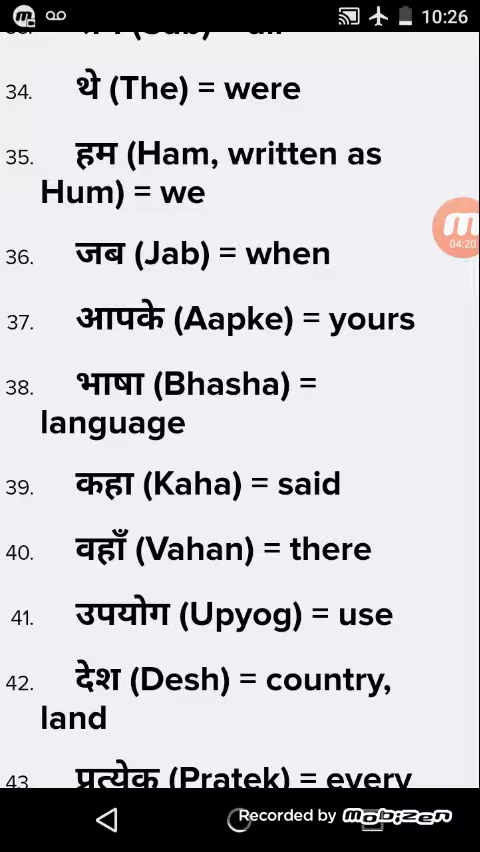 10:26
34. थे (The) = were
35. हम (Ham, written as
Hum) = we
04:20
36. जब (Jab) = when
37. आपके (Aapke) = yours
38. भाषा (Bhasha) =
language
39. कहा (Kaha) = said
40. वहाँ (Vahan) = there
41. उपयोग (Upyog) = use
42. देश (Desh) = country,
land
43 प्रत्येक (Pratek) = every
Recorded by Mobizen